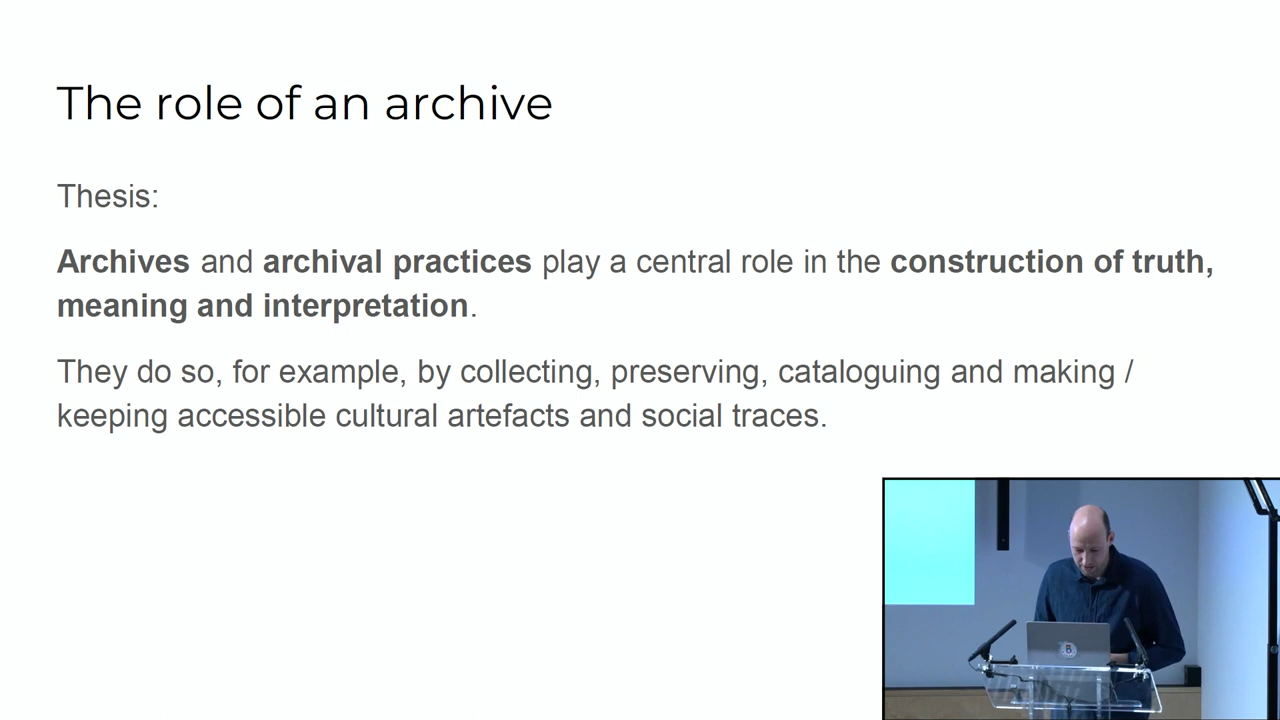 The role of an archive
Thesis:
Archives and archival practices play a central role in the construction of truth,
meaning and interpretation.
They do so, for example, by collecting, preserving, cataloguing and making /
keeping accessible cultural artefacts and social traces.
B